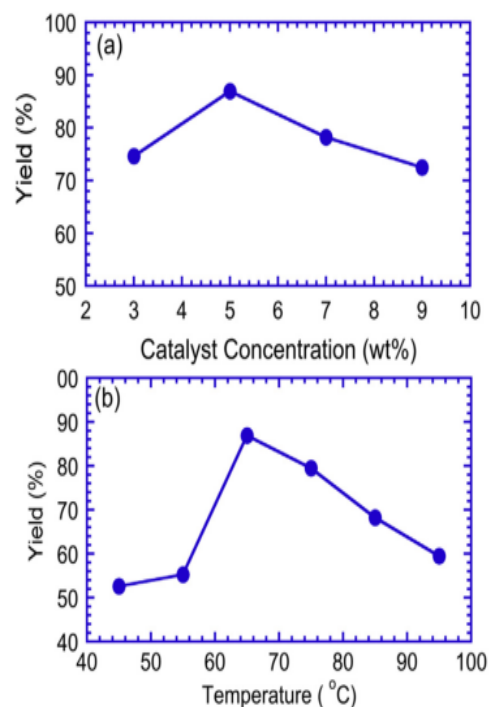 100
(a)
90
80
70
60
50
Yield (%)
2 3 4 5 6 7 8 9 10
Catalyst Concentration (wt%)
00
(b)
90
80
70
60
50
40
Yield (%)
40 50 60 70 80 90 100
Temperature ( °C)